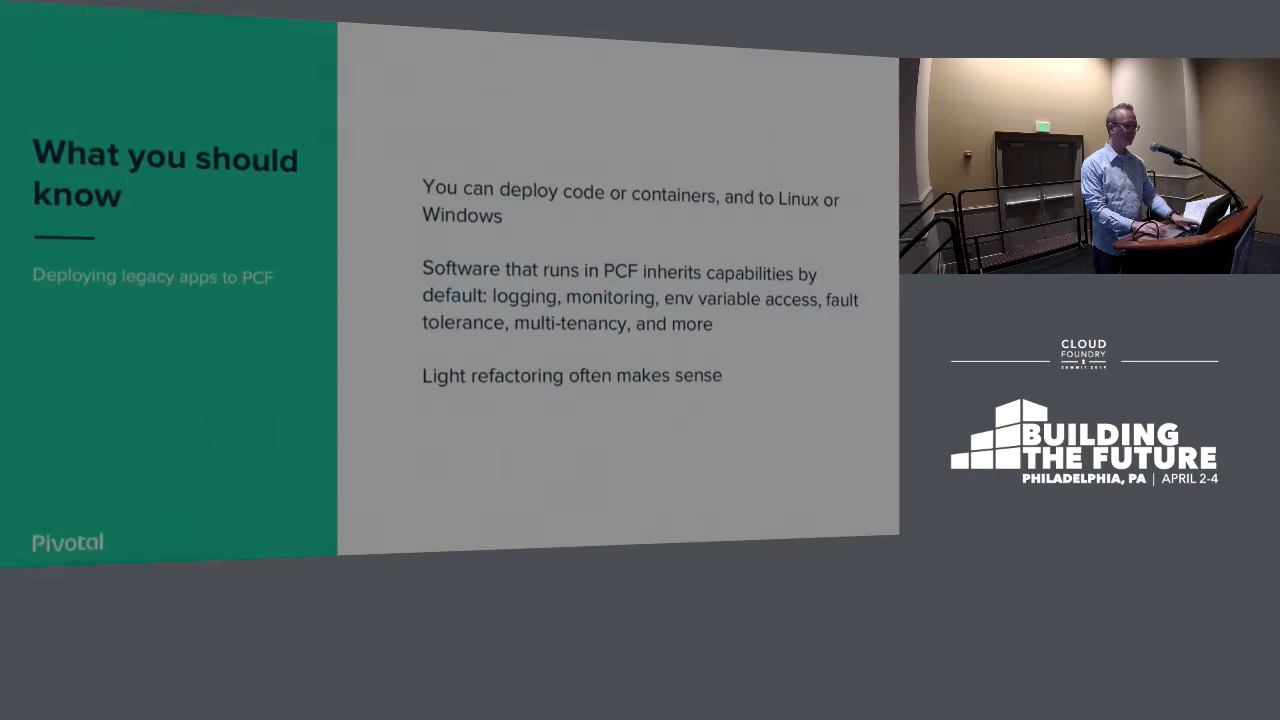 What you should
know
Deploying legacy apps to PCF
Pivotal
You can deploy code or containers, and to Linux or
Windows
Software that runs in PCF inherits capabilities by
default: logging, monitoring, env variable access, fault
tolerance, multi-tenancy, and more
Light refactoring often makes sense
CLOUD
FOUNDRY
SUMMIT 2019
BUILDING
THE FUTURE
PHILADELPHIA, PA | APRIL 2-4